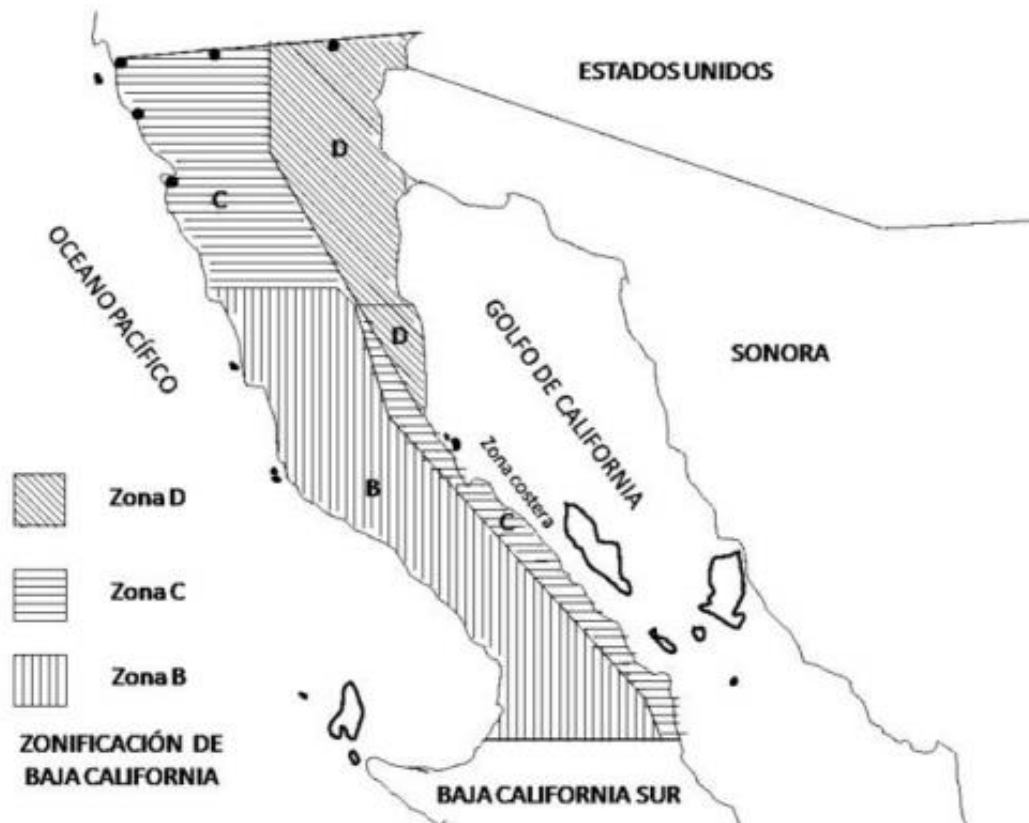 ESTADOS UNIDOS
D
C
OCEANO PACÍFICO
GOLFO DE CALIFORNIA
SONORA
D
Zona costera
B
C
Zona D
Zona C
Zona B
ZONIFICACIÓN DE
BAJA CALIFORNIA
BAJA CALIFORNIA SUR